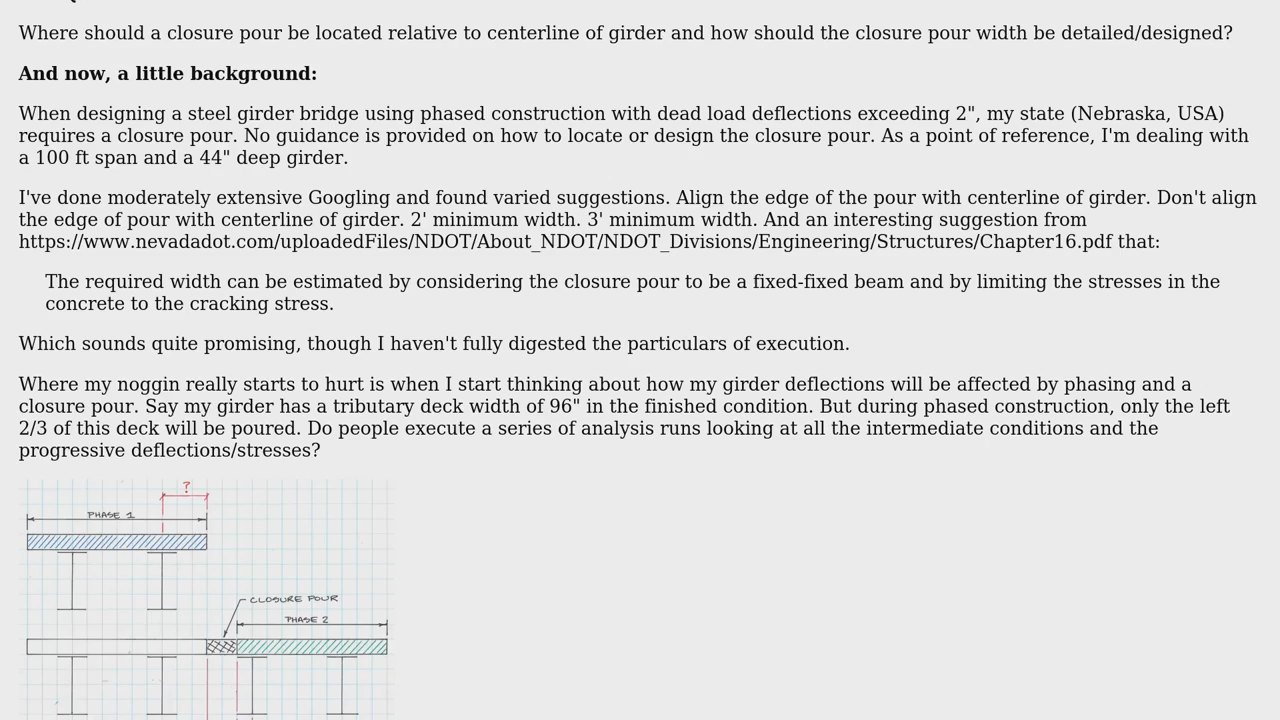 Where should a closure pour be located relative to centerline of girder and how should the closure pour width be detailed/designed?
And now, a little background:
When designing a steel girder bridge using phased construction with dead load deflections exceeding 2", my state (Nebraska, USA)
requires a closure pour. No guidance is provided on how to locate or design the closure pour. As a point of reference, I'm dealing with
a 100 ft span and a 44" deep girder.
I've done moderately extensive Googling and found varied suggestions. Align the edge of the pour with centerline of girder. Don't align
the edge of pour with centerline of girder. 2' minimum width. 3' minimum width. And an interesting suggestion from
https://www.nevadadot.com/uploadedFiles/NDOT/About_NDOT/NDOT_Divisions/Engineering/Structures/Chapter16.pdf that:
The required width can be estimated by considering the closure pour to be a fixed-fixed beam and by limiting the stresses in the
concrete to the cracking stress.
Which sounds quite promising, though I haven't fully digested the particulars of execution.
Where my noggin really starts to hurt is when I start thinking about how my girder deflections will be affected by phasing and a
closure pour. Say my girder has a tributary deck width of 96" in the finished condition. But during phased construction, only the left
2/3 of this deck will be poured. Do people execute a series of analysis runs looking at all the intermediate conditions and the
progressive deflections/stresses?
?
PHASE 1
CLOSURE POUR
PHASE 2